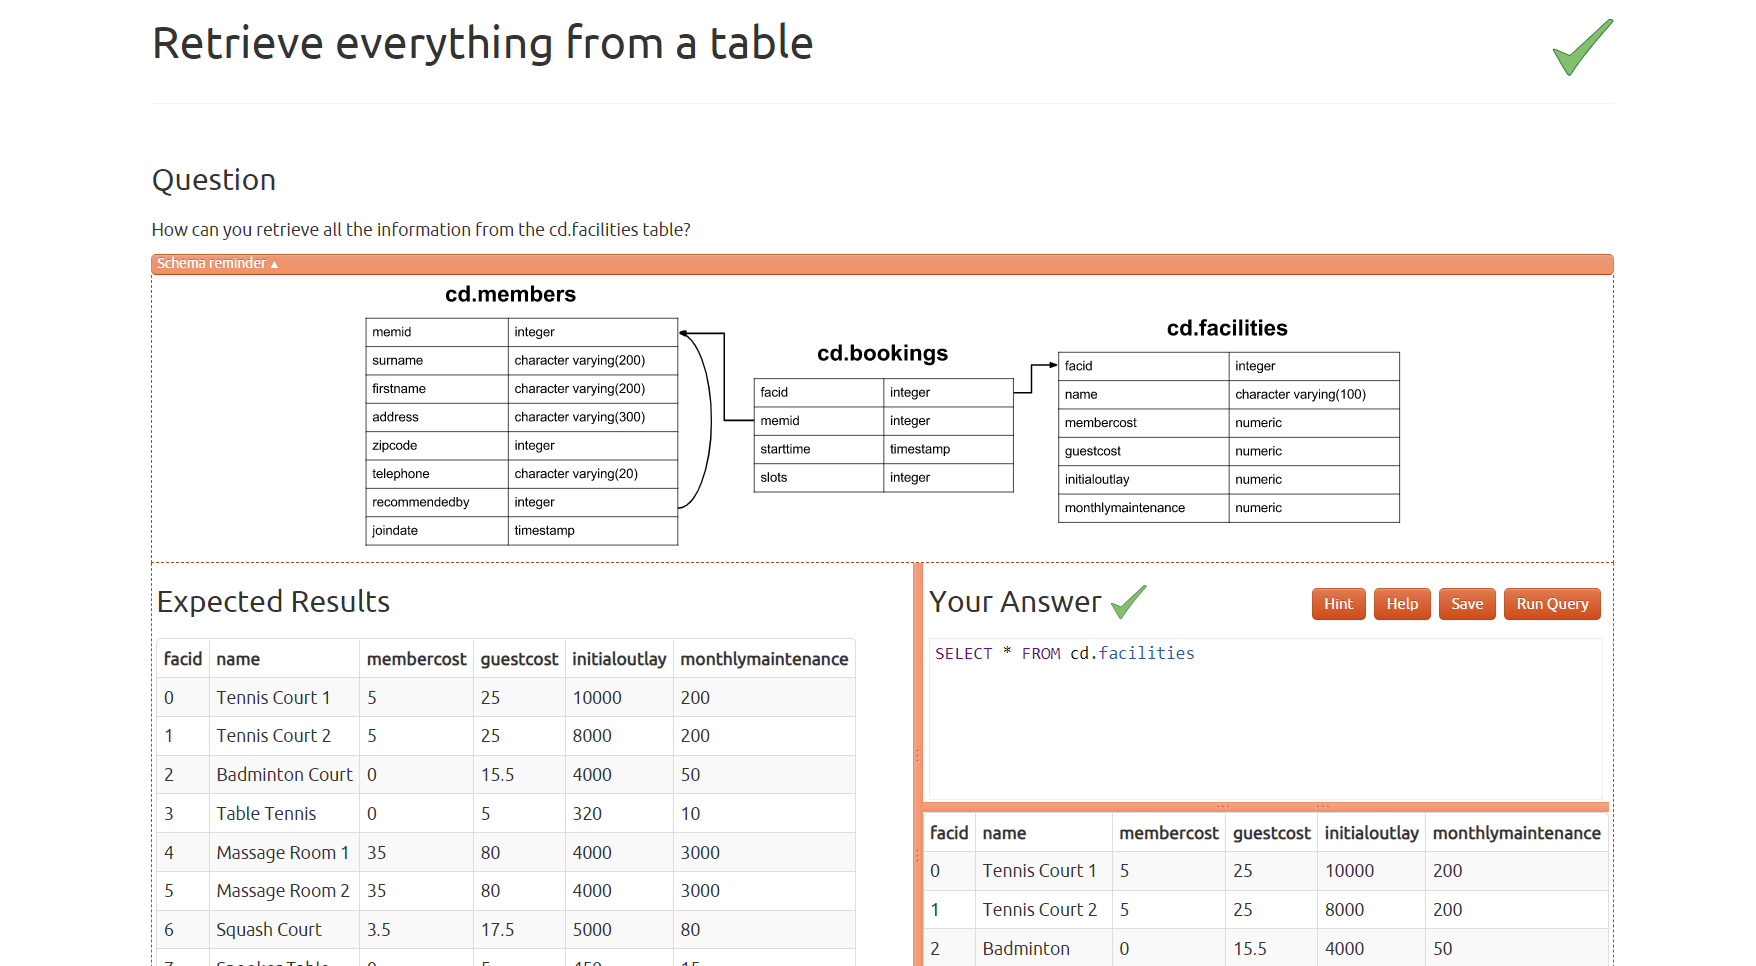 Retrieve everything from a table
Question
How can you retrieve all the information from the cd.facilities table?
Schema reminder ▴
cd.members
memid integer
surname character varying(200)
firstname character varying(200)
address character varying(300)
zipcode integer
telephone character varying(20)
recommendedby integer
joindate timestamp
cd.bookings
facid integer
memid integer
starttime timestamp
slots integer
cd.facilities
facid integer
name character varying(100)
membercost numeric
guestcost numeric
initialoutlay numeric
monthlymaintenance numeric
Expected Results
facid name membercost guestcost initialoutlay monthlymaintenance
0 Tennis Court 1 5 25 10000 200
1 Tennis Court 2 5 25 8000 200
2 Badminton Court 0 15.5 4000 50
3 Table Tennis 0 5 320 10
4 Massage Room 1 35 80 4000 3000
5 Massage Room 2 35 80 4000 3000
6 Squash Court 3.5 17.5 5000 80
Your Answer
Hint Help Save Run Query
SELECT * FROM cd.facilities
facid name membercost guestcost initialoutlay monthlymaintenance
0 Tennis Court 1 5 25 10000 200
1 Tennis Court 2 5 25 8000 200
2 Badminton 0 15.5 4000 50